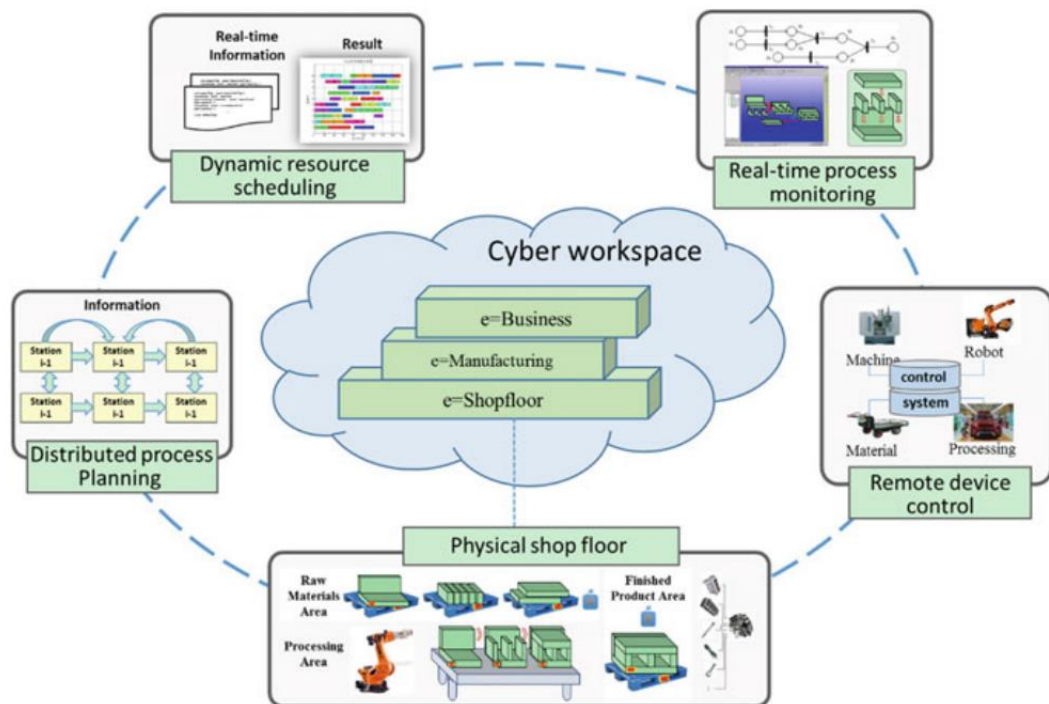 Real-time
Information
Result
Dynamic resource
scheduling
Real-time process
monitoring
Cyber workspace
e=Business
e=Manufacturing
e=Shopfloor
Information
Station
i-1
Station
i-1
Station
i-1
Station
i-1
Station
i-1
Station
i-1
Distributed process
Planning
Machine
Robot
control
system
Material
Processing
Remote device
control
Physical shop floor
Raw
Materials
Area
Finished
Product Area
Processing
Area